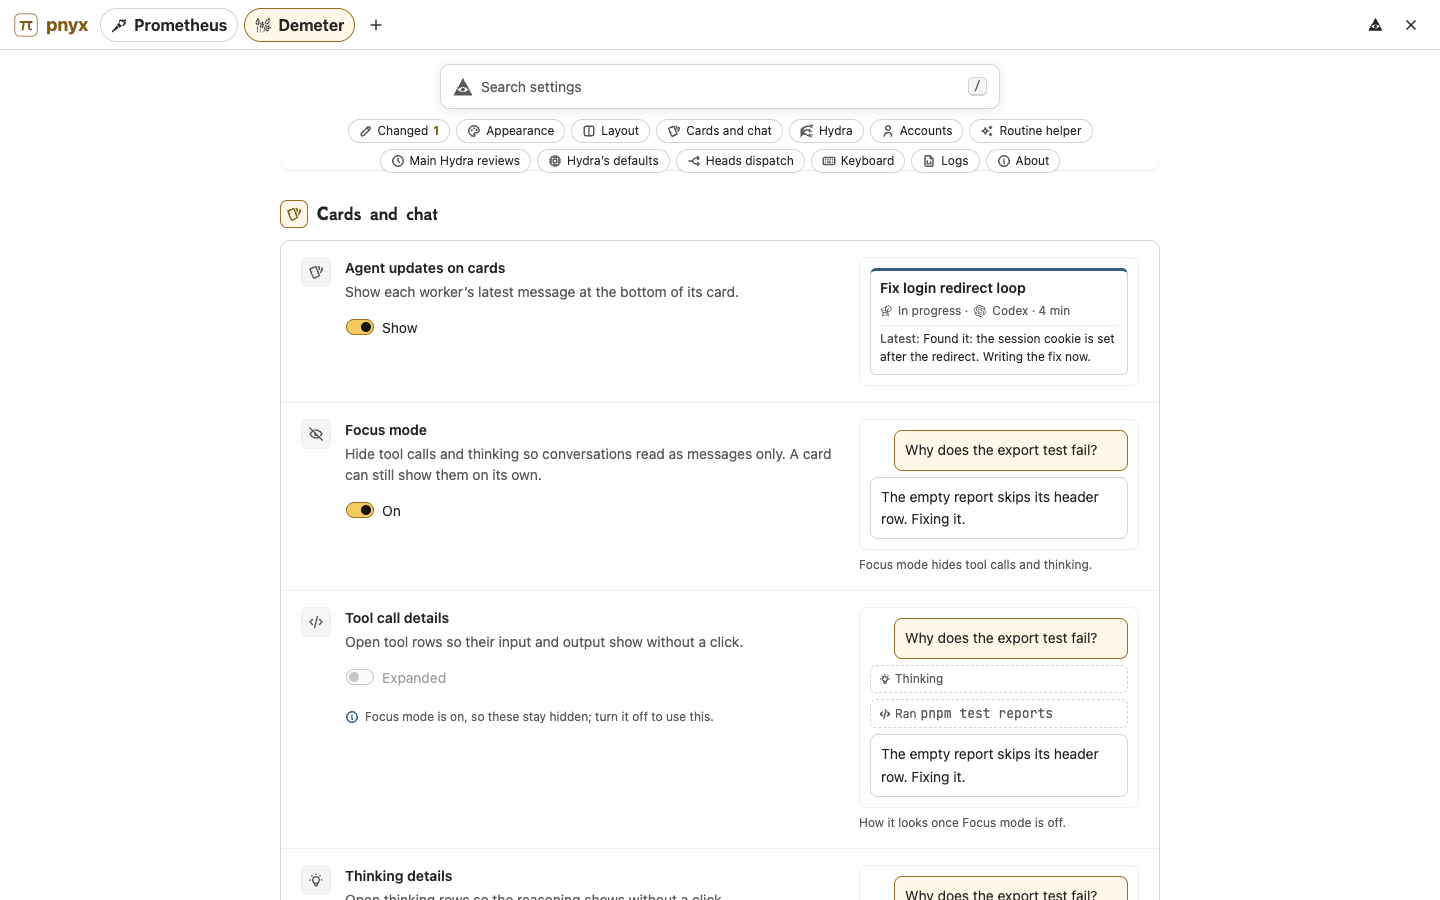 π pnyx Prometheus Demeter +
Search settings /
Changed 1 Appearance Layout Cards and chat Hydra Accounts Routine helper
Main Hydra reviews Hydra's defaults Heads dispatch Keyboard Logs About
Cards and chat
Agent updates on cards
Show each worker's latest message at the bottom of its card.
Show
Fix login redirect loop
In progress · Codex · 4 min
Latest: Found it: the session cookie is set
after the redirect. Writing the fix now.
Focus mode
Hide tool calls and thinking so conversations read as messages only. A card
can still show them on its own.
On
Why does the export test fail?
The empty report skips its header
row. Fixing it.
Focus mode hides tool calls and thinking.
Tool call details
Open tool rows so their input and output show without a click.
Expanded
Focus mode is on, so these stay hidden; turn it off to use this.
Why does the export test fail?
Thinking
Ran pnpm test reports
The empty report skips its header
row. Fixing it.
How it looks once Focus mode is off.
Thinking details
Open thinking rows so the reasoning shows without a click.
Why does the export test fail?